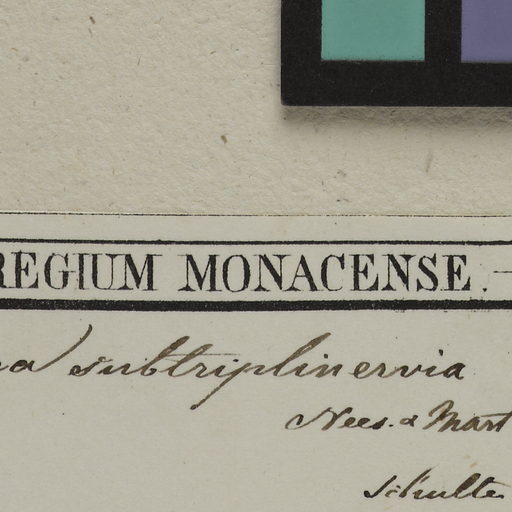 REGIUM MONACENSE.
subtriplinervia
Nees. & Mart
Schulte